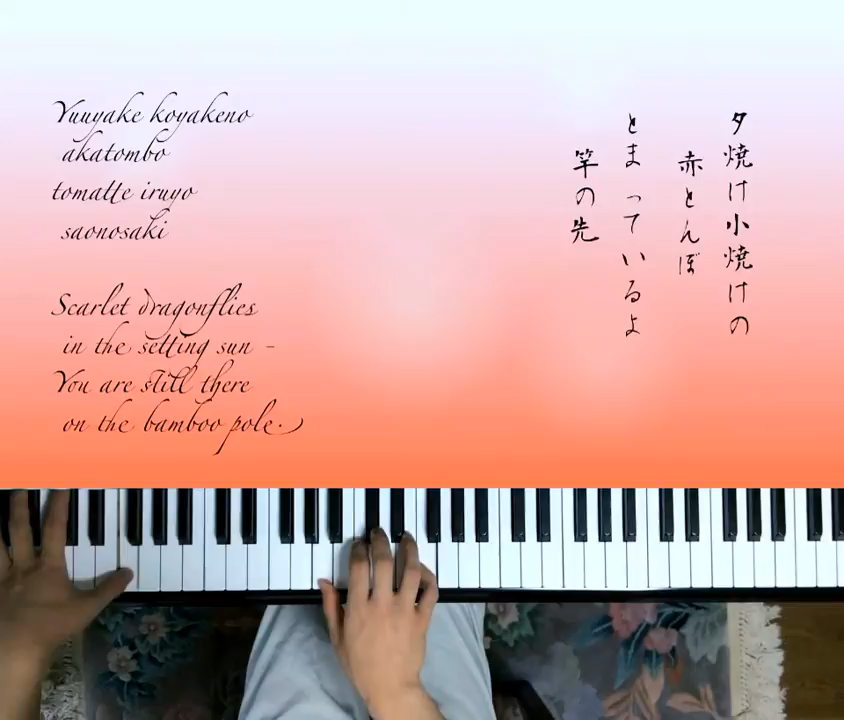 Yuuyake koyakeno
akatombo
tomatte iruyo
saonosaki
Scarlet dragonflies
in the setting sun -
You are still there
on the bamboo pole.
夕焼け小焼けの
赤とんぼ
とまっているよ
竿の先